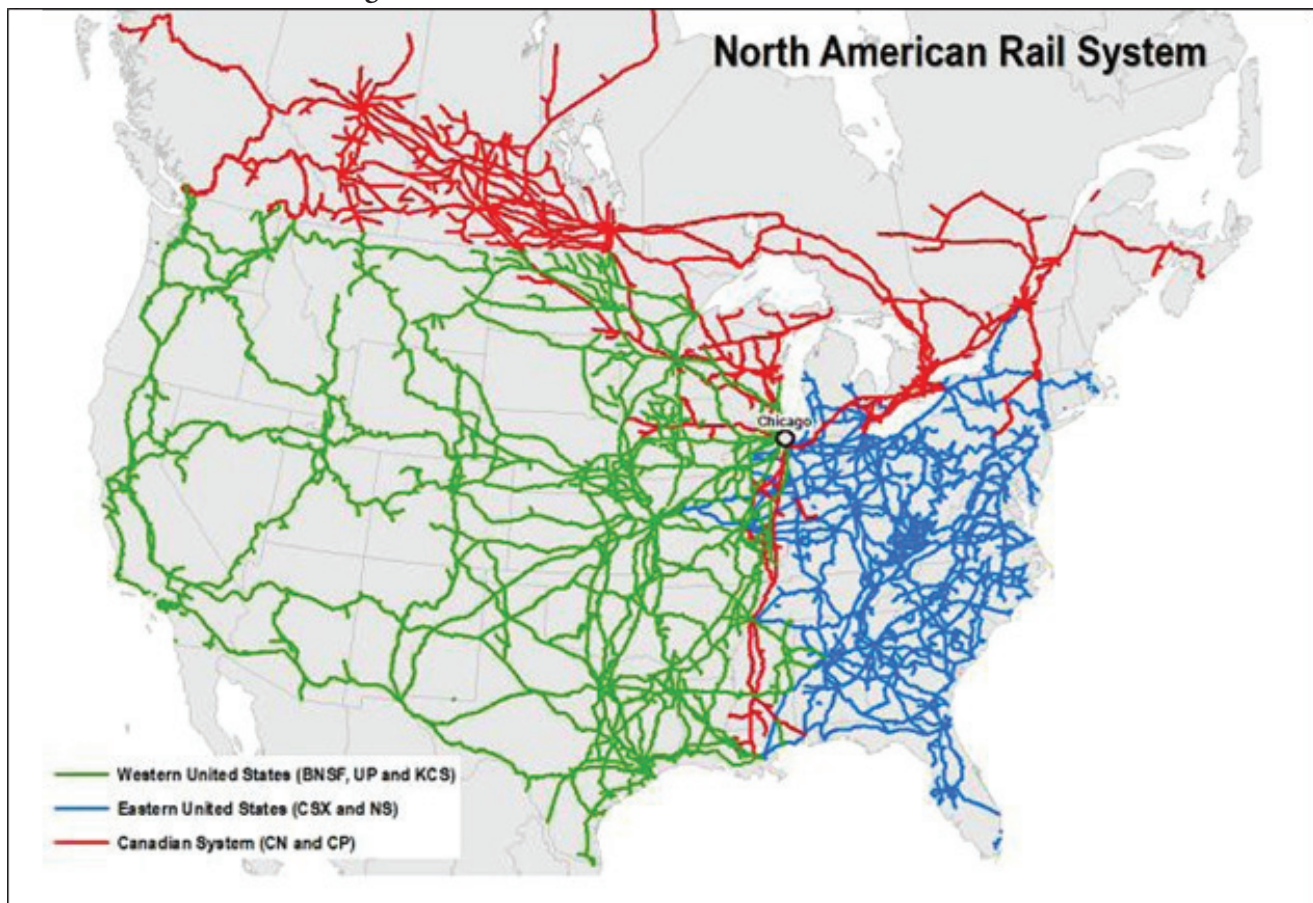 North American Rail System
Chicago
Western United States (BNSF, UP and KCS)
Eastern United States (CSX and NS)
Canadian System (CN and CP)